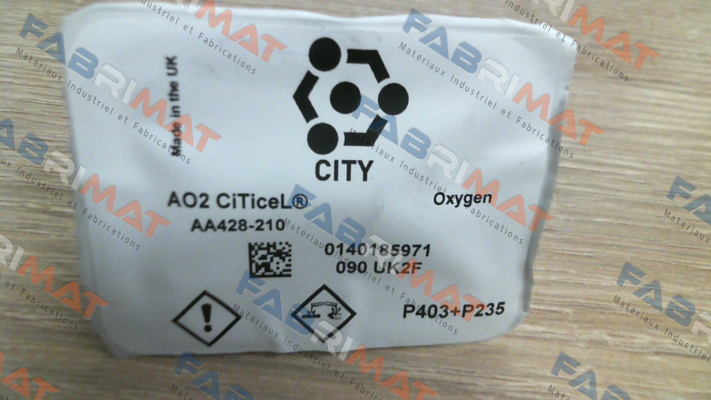 Made in the UK
CITY
AO2 CiTiceL®
Oxygen
AA428-210
0140185971
090 UK2F
P403+P235
FABRIMAT
Materiaux Industriel et Fabrications